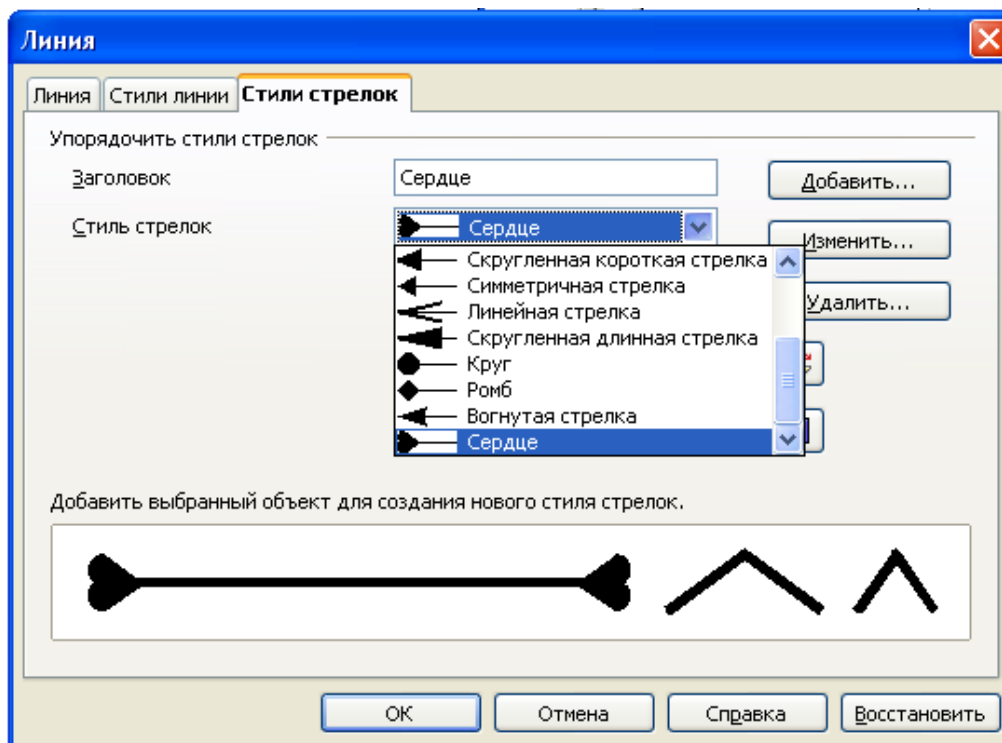 Линия
Линия Стили линии Стили стрелок
Упорядочить стили стрелок
Заголовок Сердце Добавить...
Стиль стрелок Сердце Изменить...
Скругленная короткая стрелка
Симметричная стрелка
Линейная стрелка Удалить...
Скругленная длинная стрелка
Круг
Ромб
Вогнутая стрелка
Сердце
Добавить выбранный объект для создания нового стиля стрелок.
ОК Отмена Справка Восстановить